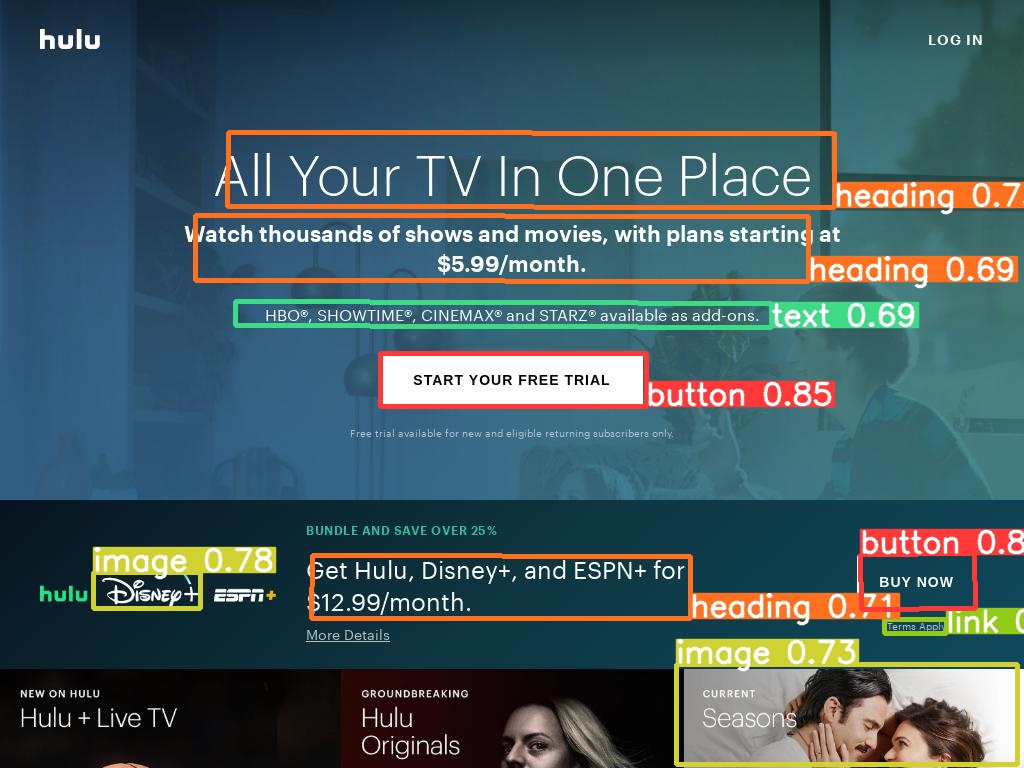 hulu
LOG IN
All Your TV In One Place
heading 0.7
Watch thousands of shows and movies, with plans starting at
$5.99/month.
heading 0.69
HBO®, SHOWTIME®, CINEMAX® and STARZ® available as add-ons.
text 0.69
START YOUR FREE TRIAL
button 0.85
Free trial available for new and eligible returning subscribers only.
BUNDLE AND SAVE OVER 25%
button 0.8
image 0.78
hulu Disney+ ESPN+
Get Hulu, Disney+, and ESPN+ for
$12.99/month.
BUY NOW
heading 0.71
Terms Apply
link 0
More Details
image 0.73
NEW ON HULU
Hulu + Live TV
GROUNDBREAKING
Hulu
Originals
CURRENT
Seasons